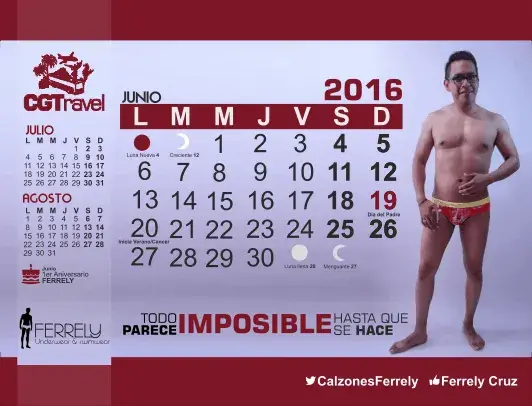 CGTravel
JULIO
L M M J V S D
1 2 3
4 5 6 7 8 9 10
11 12 13 14 15 16 17
18 19 20 21 22 23 24
25 26 27 28 29 30 31
AGOSTO
L M M J V S D
1 2 3 4 5 6 7
8 9 10 11 12 13 14
15 16 17 18 19 20 21
22 23 24 25 26 27 28
29 30 31
Junio
1er Aniversario
FERRELY
FERRELY
Underwear & swimwear
JUNIO 2016
L M M J V S D
1 2 3 4 5
Luna Nueva 4 Creciente 12
6 7 8 9 10 11 12
13 14 15 16 17 18 19
Día del Padre
20 21 22 23 24 25 26
Inicia Verano/Cáncer
27 28 29 30
Luna llena 20 Menguante 27
TODO PARECE IMPOSIBLE HASTA QUE SE HACE
CalzonesFerrely Ferrely Cruz